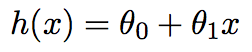 h(x) = θ₀ + θ₁x